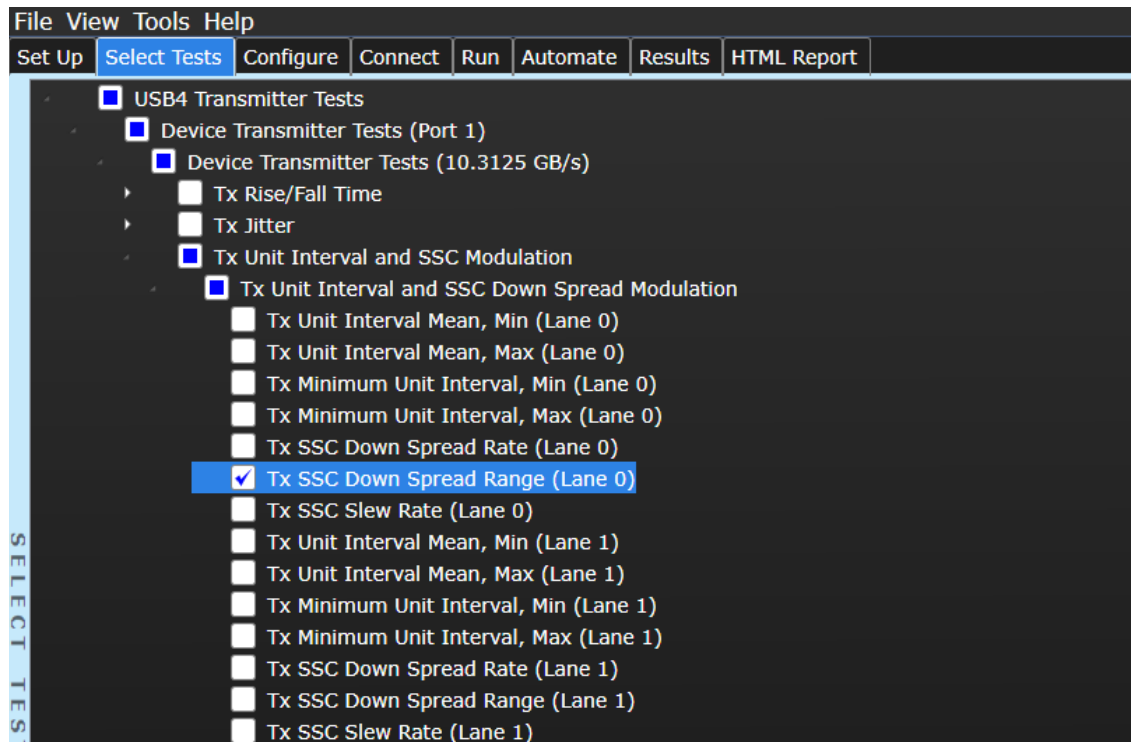 File View Tools Help
Set Up Select Tests Configure Connect Run Automate Results HTML Report
USB4 Transmitter Tests
Device Transmitter Tests (Port 1)
Device Transmitter Tests (10.3125 GB/s)
Tx Rise/Fall Time
Tx Jitter
Tx Unit Interval and SSC Modulation
Tx Unit Interval and SSC Down Spread Modulation
Tx Unit Interval Mean, Min (Lane 0)
Tx Unit Interval Mean, Max (Lane 0)
Tx Minimum Unit Interval, Min (Lane 0)
Tx Minimum Unit Interval, Max (Lane 0)
Tx SSC Down Spread Rate (Lane 0)
Tx SSC Down Spread Range (Lane 0)
Tx SSC Slew Rate (Lane 0)
Tx Unit Interval Mean, Min (Lane 1)
Tx Unit Interval Mean, Max (Lane 1)
Tx Minimum Unit Interval, Min (Lane 1)
Tx Minimum Unit Interval, Max (Lane 1)
Tx SSC Down Spread Rate (Lane 1)
Tx SSC Down Spread Range (Lane 1)
Tx SSC Slew Rate (Lane 1)
SELECT TES